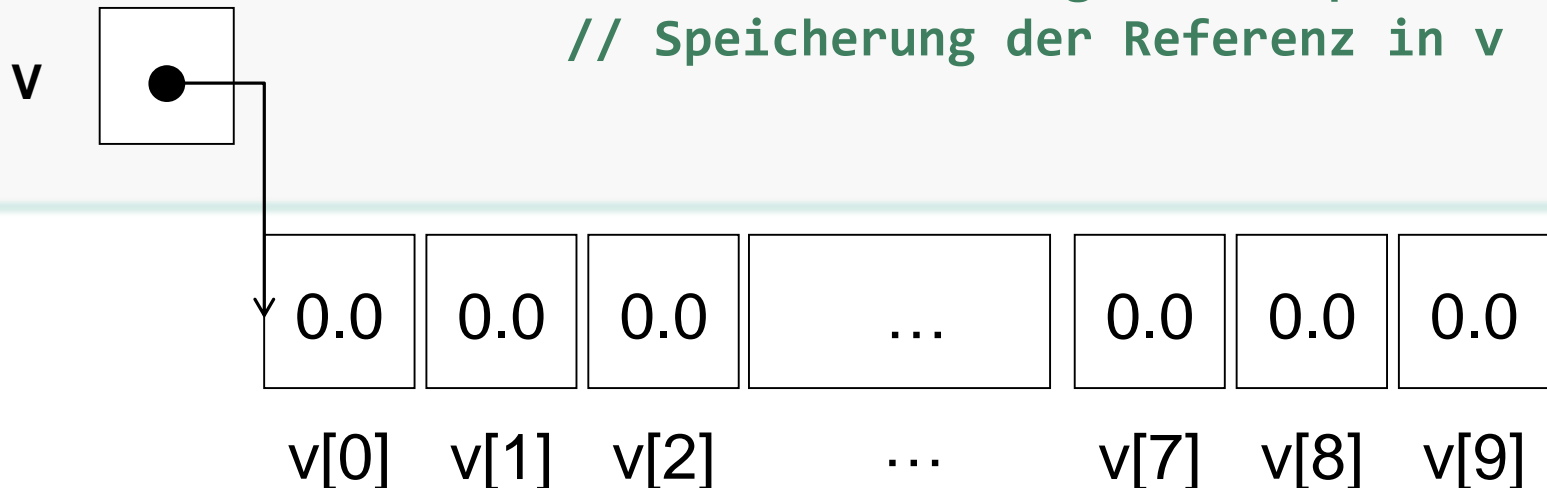 // Speicherung der Referenz in v
v
0.0 0.0 0.0 ... 0.0 0.0 0.0
v[0] v[1] v[2] ... v[7] v[8] v[9]